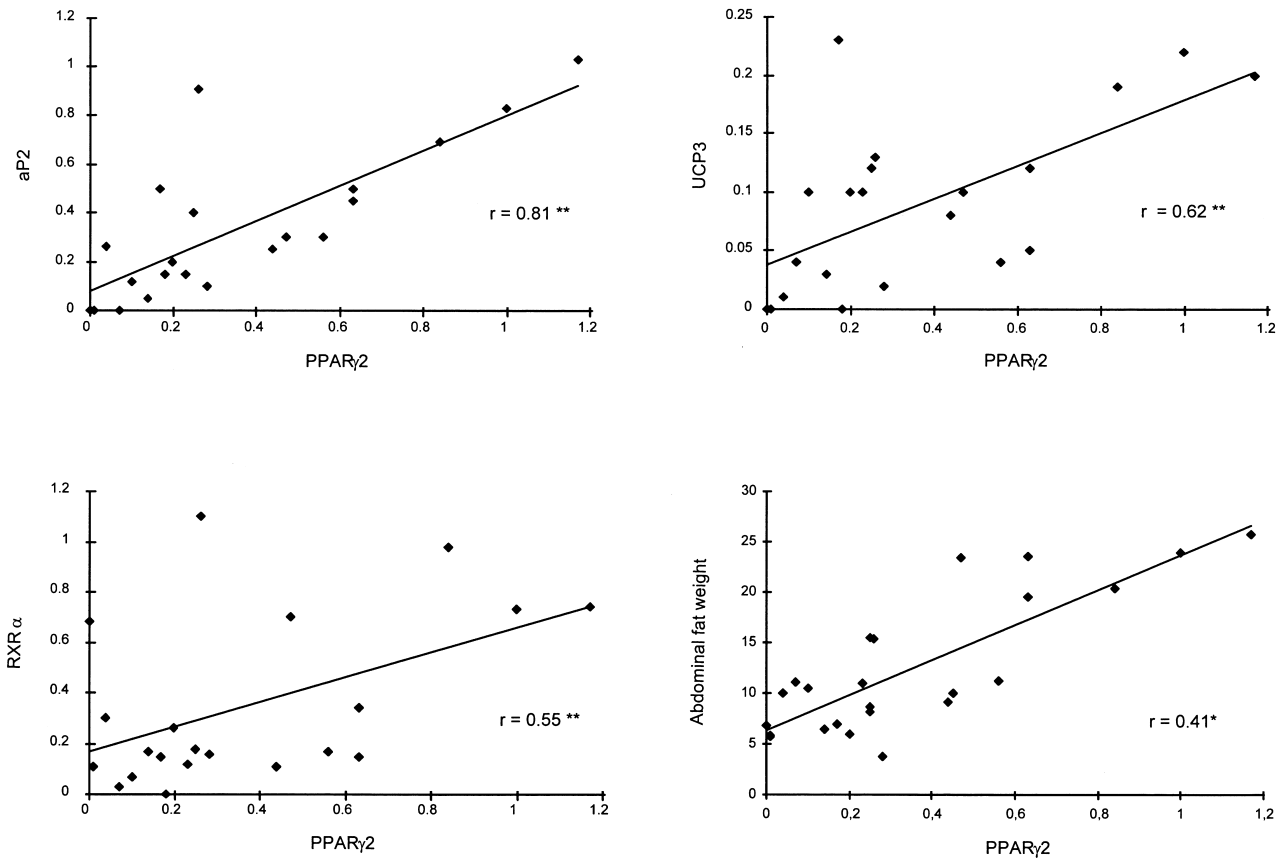 1.2
1
0.8
0.6
0.4
0.2
0
aP2
r = 0.81 **
0 0.2 0.4 0.6 0.8 1 1.2
PPARγ2
0.25
0.2
0.15
0.1
0.05
0
UCP3
r = 0.62 **
0 0.2 0.4 0.6 0.8 1 1.2
PPARγ2
1.2
1
0.8
0.6
0.4
0.2
0
RXR α
r = 0.55 **
0 0.2 0.4 0.6 0.8 1 1.2
PPARγ2
30
25
20
15
10
5
0
Abdominal fat weight
r = 0.41*
0 0,2 0,4 0,6 0,8 1 1,2
PPARγ2